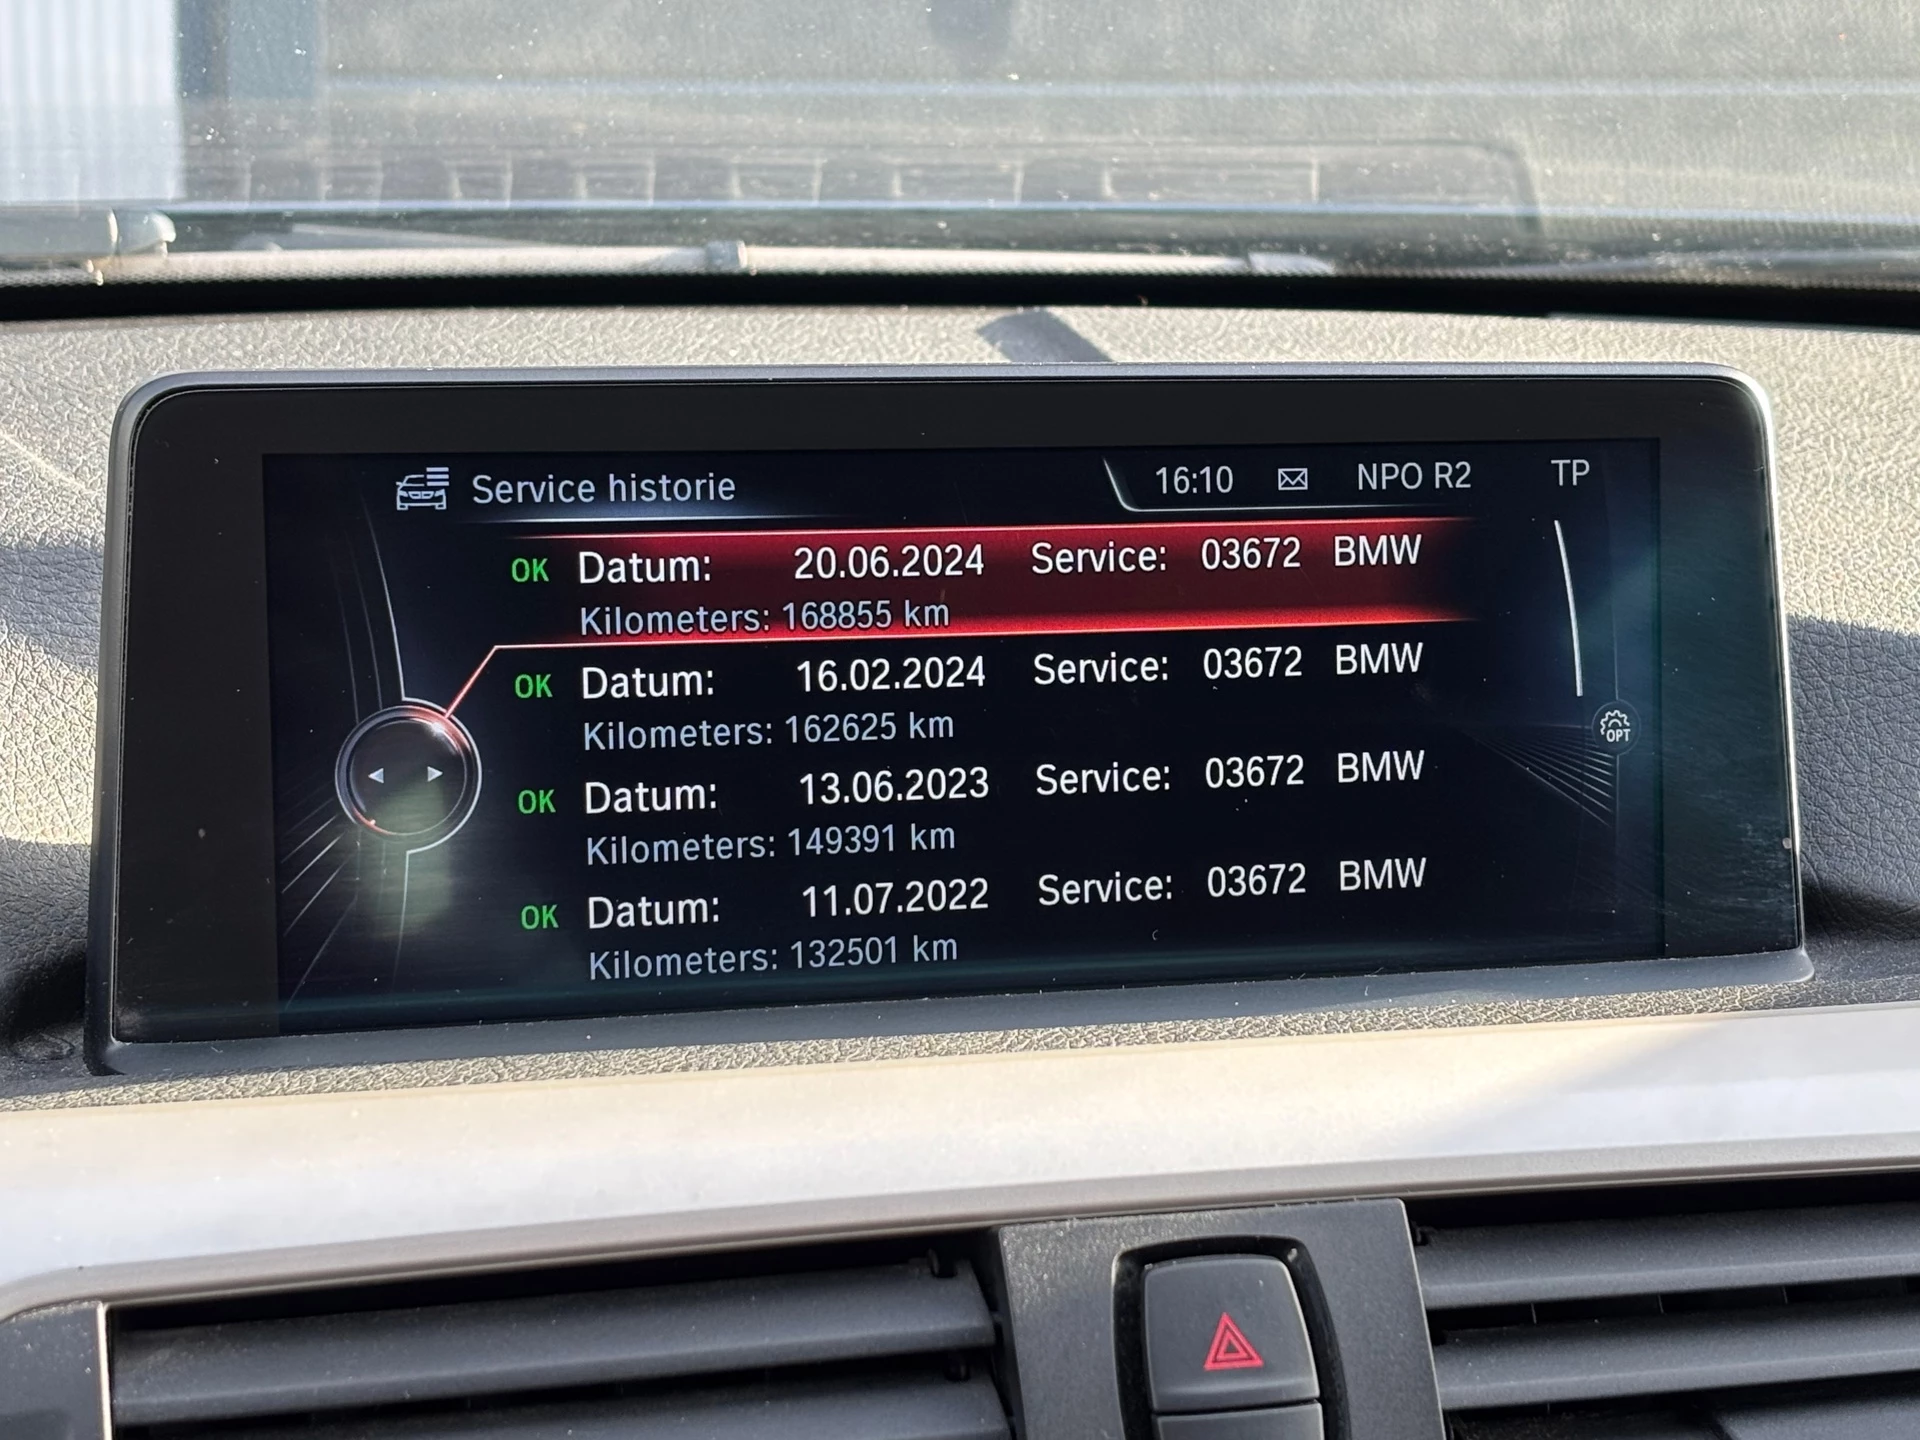 Service historie 16:10 NPO R2 TP
OK Datum: 20.06.2024 Service: 03672 BMW
Kilometers: 168855 km
OK Datum: 16.02.2024 Service: 03672 BMW
Kilometers: 162625 km
OK Datum: 13.06.2023 Service: 03672 BMW
Kilometers: 149391 km
OK Datum: 11.07.2022 Service: 03672 BMW
Kilometers: 132501 km
OPT